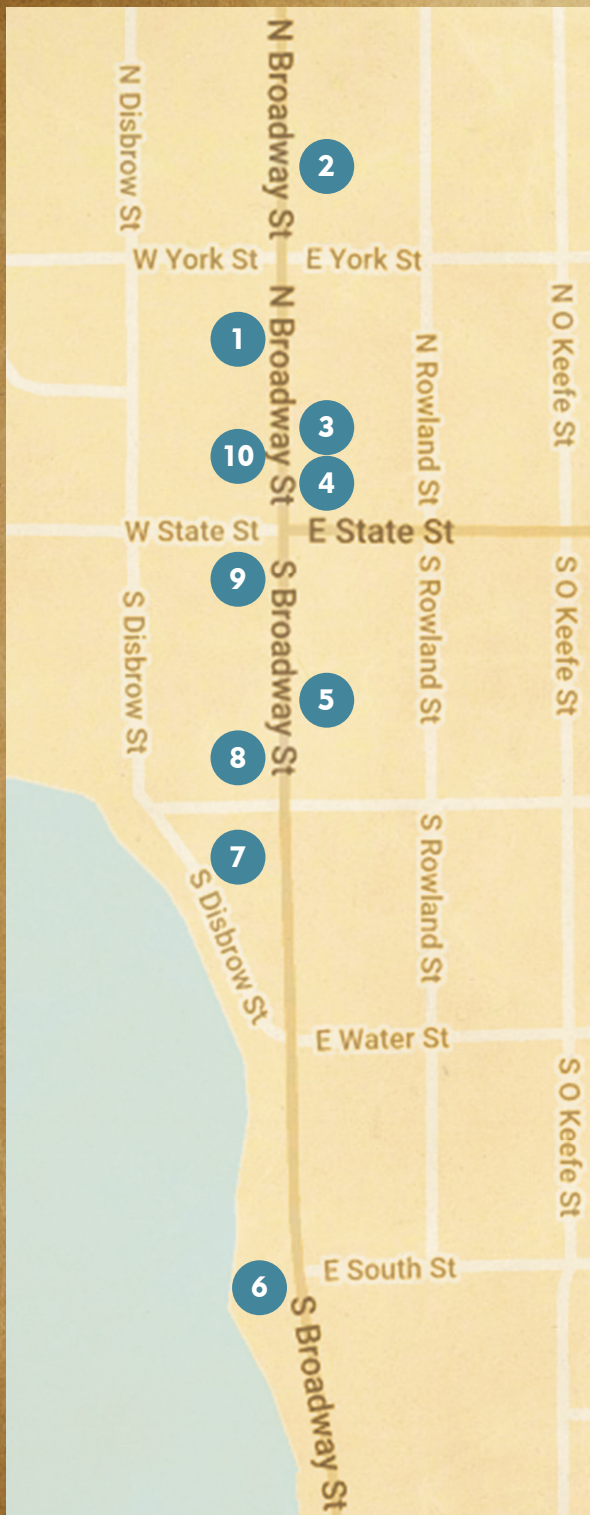 N Broadway St
N Disbrow St
2
W York St
E York St
N Broadway St
N O Keefe St
1
N Rowland St
3
10
4
W State St
E State St
9
S Broadway St
S Rowland St
S O Keefe St
S Disbrow St
5
8
S Rowland St
7
S Disbrow St
E Water St
S O Keefe St
E South St
6
S Broadway St